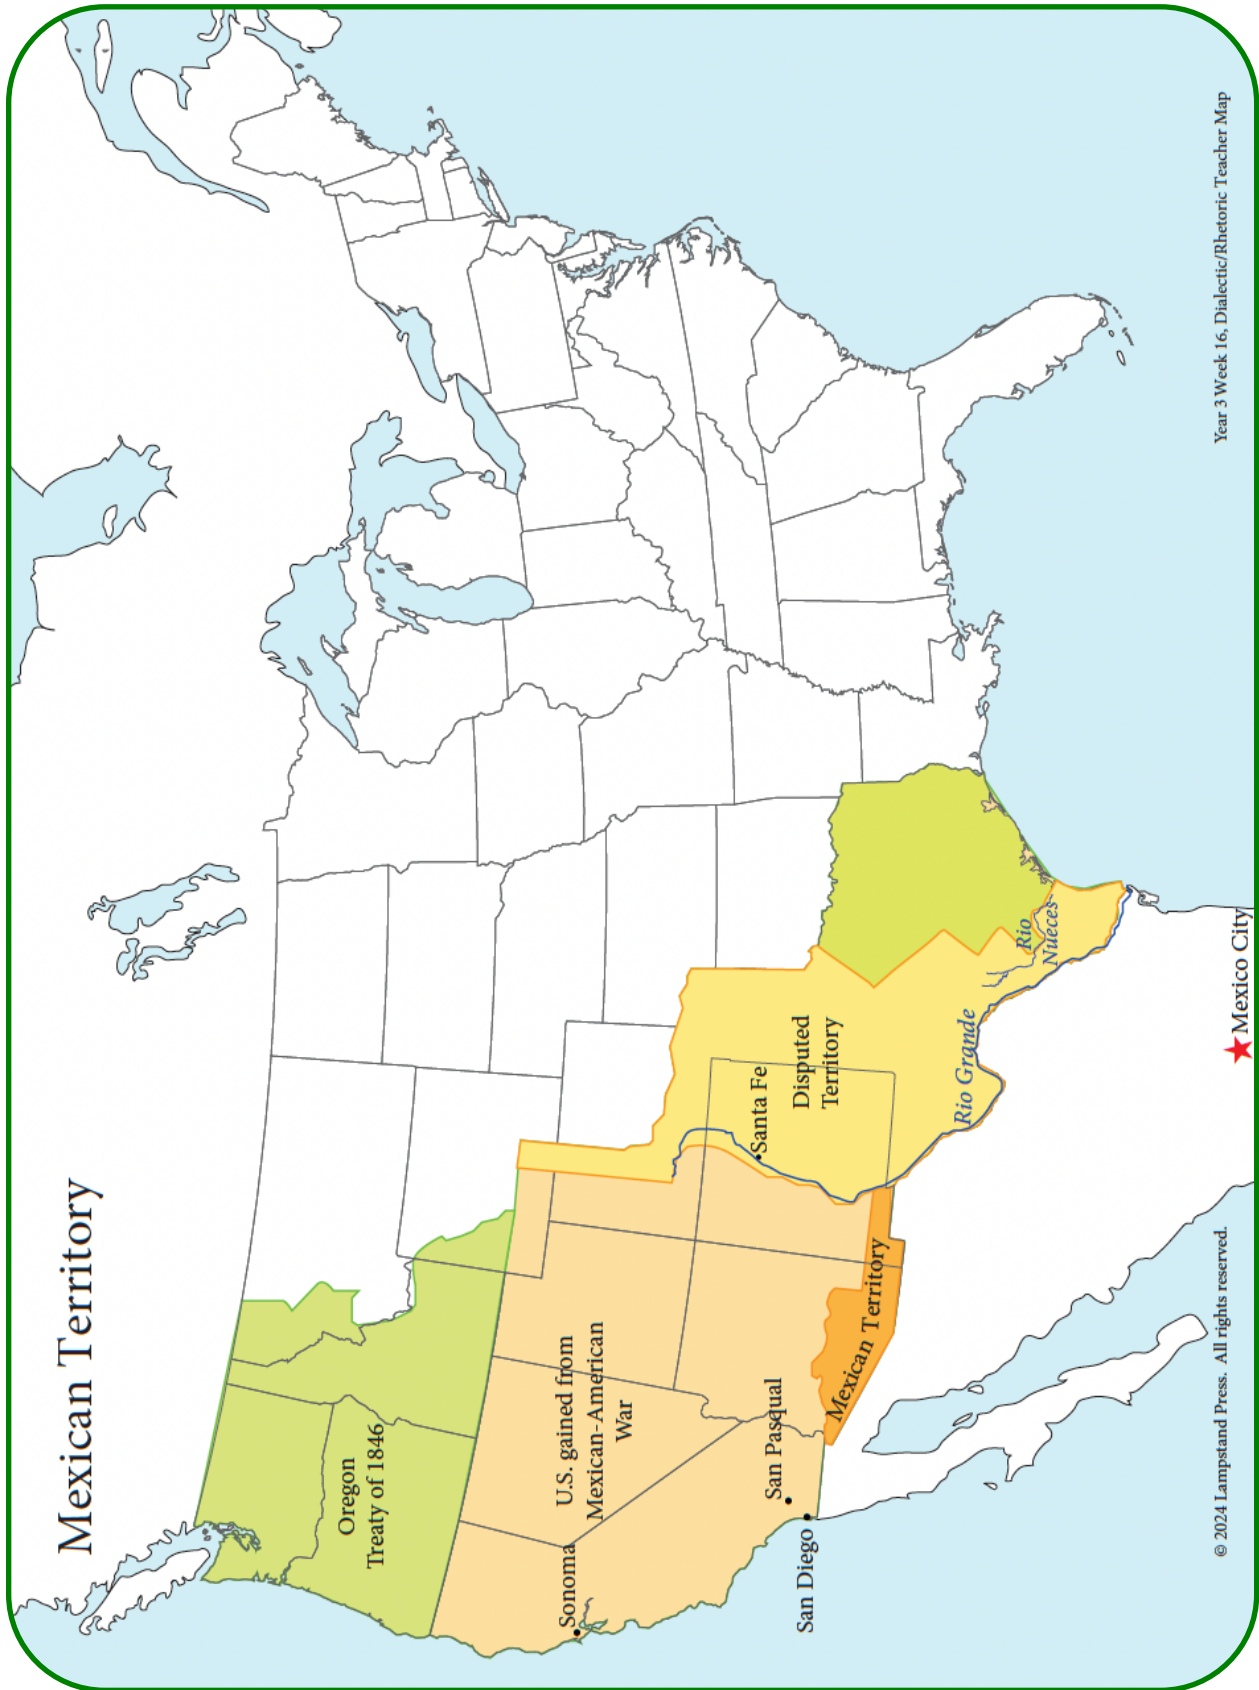 Mexican Territory
Oregon
Treaty of 1846
U.S. gained from
Mexican-American
War
Sonoma
San Pasqual
San Diego
Mexican Territory
Santa Fe
Disputed
Territory
Rio Grande
Rio
Nueces
Mexico City
© 2024 Lampstand Press. All rights reserved.
Year 3 Week 16, Dialectic/Rhetoric Teacher Map